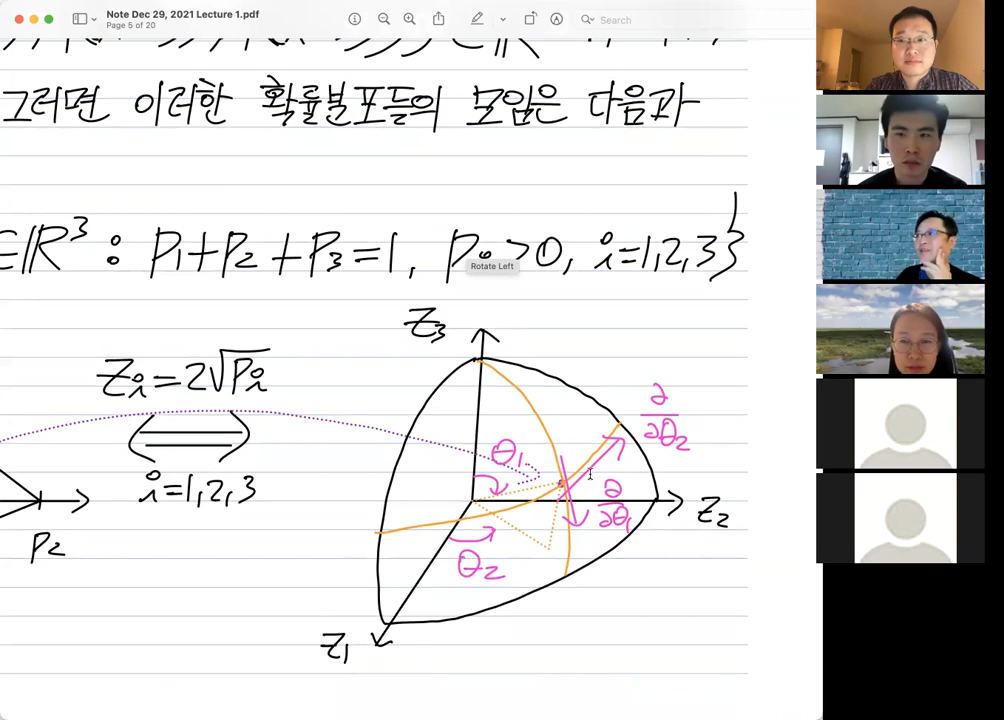 Note Dec 29, 2021 Lecture 1.pdf
Page 5 of 20
Search
그러면 이러한 확률분포들의 모임은 다음과
∈ℝ³ : p₁+p₂+p₃=1, pᵢ>0, i=1,2,3}
Rotate Left
Zᵢ=2√pᵢ
i=1,2,3
p₂
Z₃
θ₁
∂/∂θ₂
∂/∂θ₁
Z₂
θ₂
Z₁